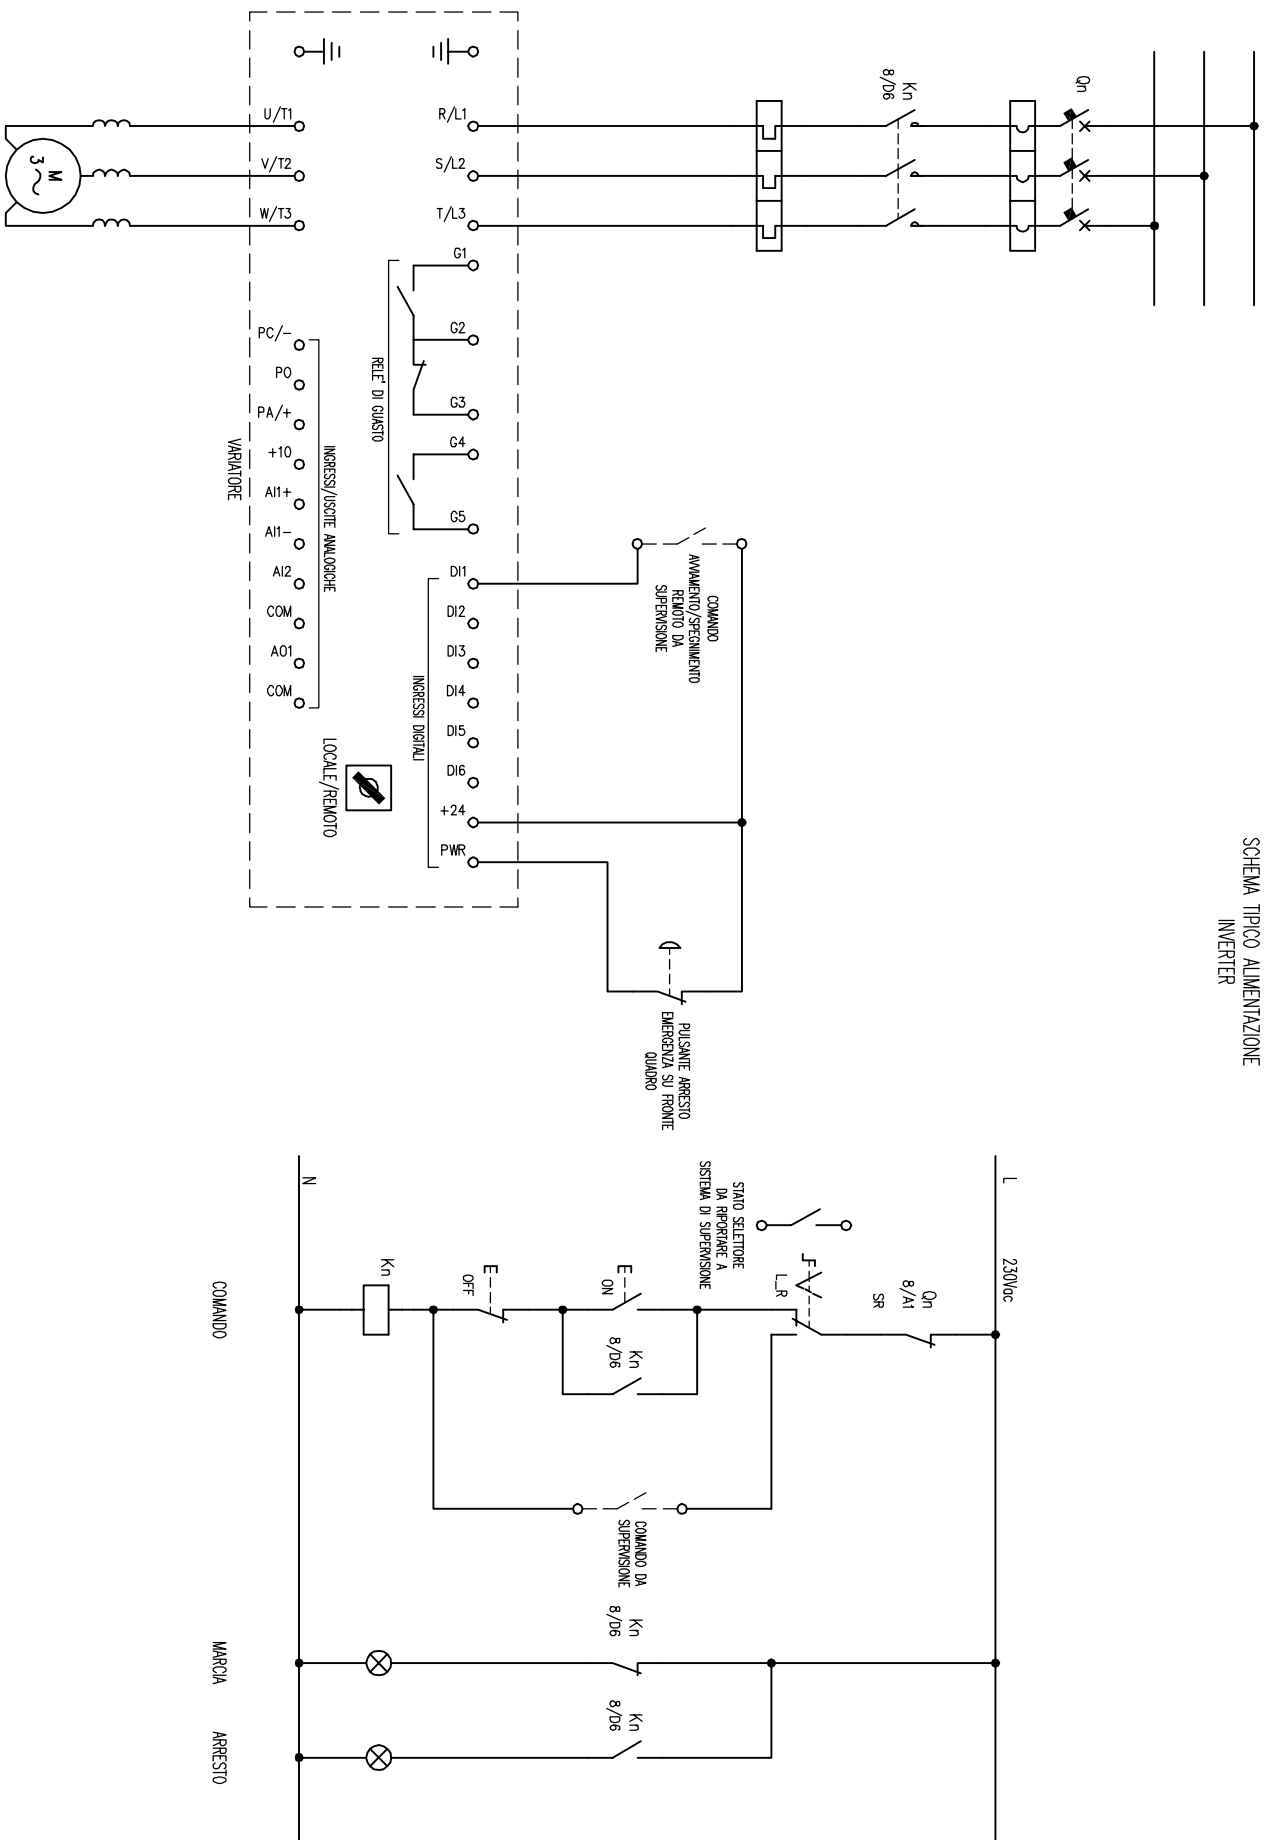 SCHEMA TIPICO ALIMENTAZIONE
INVERTER
Qn
Kn
8/D6
R/L1
S/L2
T/L3
G1
G2
G3
G4
G5
RELE' DI GUASTO
U/T1
V/T2
W/T3
M
3
PC/-
PO
PA/+
+10
AI1+
AI1-
AI2
COM
AO1
COM
INGRESSI/USCITE ANALOGICHE
VARIATORE
DI1
DI2
DI3
DI4
DI5
DI6
+24
PWR
INGRESSI DIGITALI
LOCALE/REMOTO
COMANDO
AVVIAMENTO/SPEGNIMENTO
REMOTO DA
SUPERVISIONE
PULSANTE ARRESTO
EMERGENZA SU FRONTE
QUADRO
L
230Vac
N
Qn
8/A1
SR
L_R
STATO SELETTORE
DA RIPORTARE A
SISTEMA DI SUPERVISIONE
ON
Kn
8/D6
OFF
Kn
COMANDO DA
SUPERVISIONE
Kn
8/D6
Kn
8/D6
COMANDO
MARCIA
ARRESTO